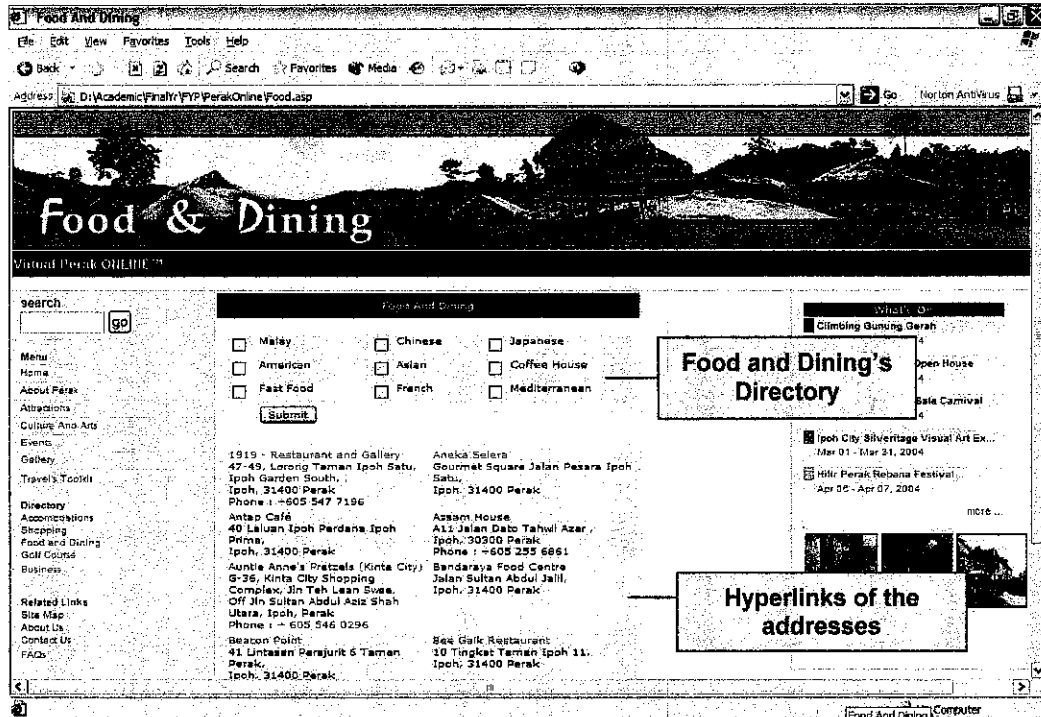 Food And Dining
File Edit View Favorites Tools Help
Back Search Favorites Media
Address D:\Academic\FinalYr\FYP\PerakOnline\Food.asp Go Norton AntiVirus
Food & Dining
Virtual Perak ONLINE™
search
go
Menu
Home
About Perak
Attractions
Culture And Arts
Events
Gallery
Travel's Toolkit
Directory
Accomodations
Shopping
Food and Dining
Golf Course
Business
Related Links
Site Map
About Us
Contact Us
FAQs
Food And Dining
Malay Chinese Japanese
American Asian Coffee House
Fast Food French Mediterranean
Submit
1919 - Restaurant and Gallery
47-49, Lorong Taman Ipoh Satu,
Ipoh Garden South, ;
Ipoh, 31400 Perak
Phone : +605 547 7196
Aneka Selera
Gourmet Square Jalan Pesara Ipoh
Satu,
Ipoh, 31400 Perak
Antap Café
40 Laluan Ipoh Perdana Ipoh
Prima,
Ipoh, 31400 Perak
Assam House
A11 Jalan Dato Tahwil Azar ,
Ipoh, 30300 Perak
Phone : +605 255 6861
Auntie Anne's Pretzels (Kinta City)
G-36, Kinta City Shopping
Complex, Jln Teh Lean Swee,
Off Jln Sultan Abdul Aziz Shah
Utara, Ipoh, Perak
Phone : + 605 546 0296
Bandaraya Food Centre
Jalan Sultan Abdul Jalil,
Ipoh, 31400 Perak
Beacon Point
41 Lintasan Perajurit 6 Taman
Perak,
Ipoh, 31400 Perak
Bee Gaik Restaurant
10 Tingkat Taman Ipoh 11,
Ipoh, 31400 Perak
What's On
Climbing Gunung Gerah
4
Open House
4
Carnival
4
Ipoh City Silveritage Visual Art Ex...
Mar 01 - Mar 31, 2004
Hilir Perak Rebana Festival
Apr 06 - Apr 07, 2004
more ...
Food and Dining's
Directory
Hyperlinks of the
addresses
Food And Dining Computer